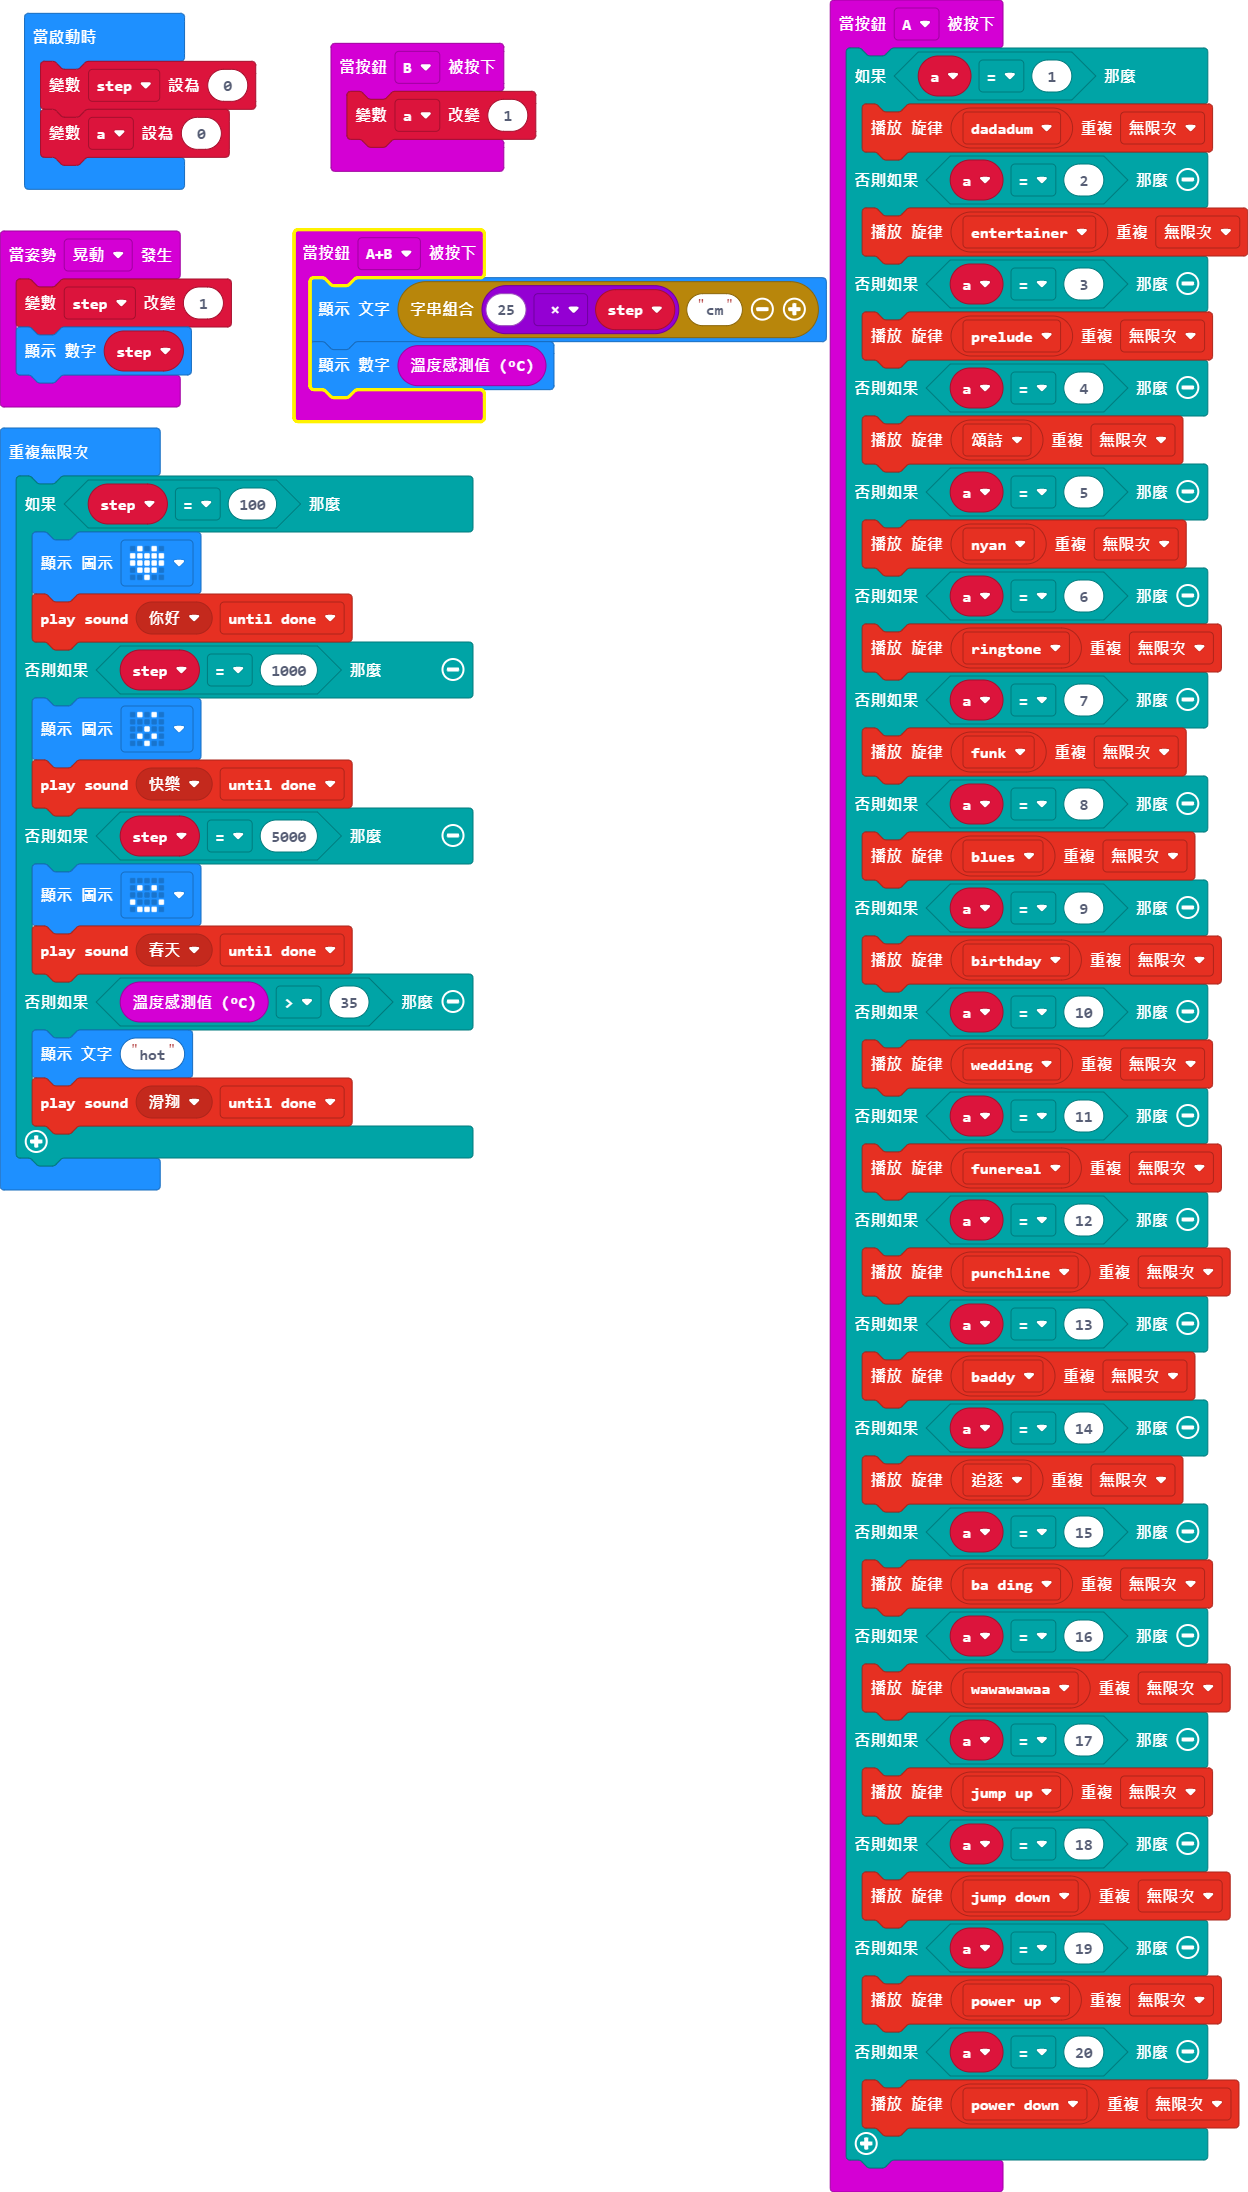 當啟動時
變數 step 設為 0
變數 a 設為 0
當按鈕 B 被按下
變數 a 改變 1
當姿勢 晃動 發生
變數 step 改變 1
顯示 數字 step
當按鈕 A+B 被按下
顯示 文字 字串組合 25 × step "cm"
顯示 數字 溫度感測值 (ºC)
重複無限次
如果 step = 100 那麼
顯示 圖示
play sound 你好 until done
否則如果 step = 1000 那麼
顯示 圖示
play sound 快樂 until done
否則如果 step = 5000 那麼
顯示 圖示
play sound 春天 until done
否則如果 溫度感測值 (ºC) > 35 那麼
顯示 文字 "hot"
play sound 滑翔 until done
當按鈕 A 被按下
如果 a = 1 那麼
播放 旋律 dadadum 重複 無限次
否則如果 a = 2 那麼
播放 旋律 entertainer 重複 無限次
否則如果 a = 3 那麼
播放 旋律 prelude 重複 無限次
否則如果 a = 4 那麼
播放 旋律 頌詩 重複 無限次
否則如果 a = 5 那麼
播放 旋律 nyan 重複 無限次
否則如果 a = 6 那麼
播放 旋律 ringtone 重複 無限次
否則如果 a = 7 那麼
播放 旋律 funk 重複 無限次
否則如果 a = 8 那麼
播放 旋律 blues 重複 無限次
否則如果 a = 9 那麼
播放 旋律 birthday 重複 無限次
否則如果 a = 10 那麼
播放 旋律 wedding 重複 無限次
否則如果 a = 11 那麼
播放 旋律 funereal 重複 無限次
否則如果 a = 12 那麼
播放 旋律 punchline 重複 無限次
否則如果 a = 13 那麼
播放 旋律 baddy 重複 無限次
否則如果 a = 14 那麼
播放 旋律 追逐 重複 無限次
否則如果 a = 15 那麼
播放 旋律 ba ding 重複 無限次
否則如果 a = 16 那麼
播放 旋律 wawawawaa 重複 無限次
否則如果 a = 17 那麼
播放 旋律 jump up 重複 無限次
否則如果 a = 18 那麼
播放 旋律 jump down 重複 無限次
否則如果 a = 19 那麼
播放 旋律 power up 重複 無限次
否則如果 a = 20 那麼
播放 旋律 power down 重複 無限次